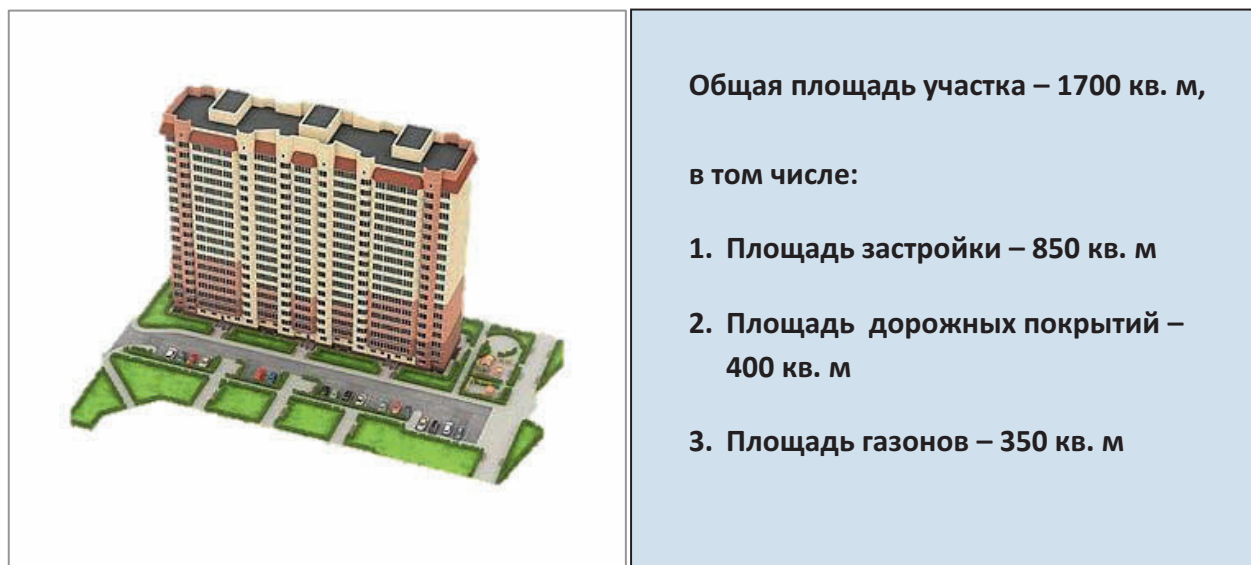 Общая площадь участка – 1700 кв. м,
в том числе:
1. Площадь застройки – 850 кв. м
2. Площадь дорожных покрытий –
400 кв. м
3. Площадь газонов – 350 кв. м